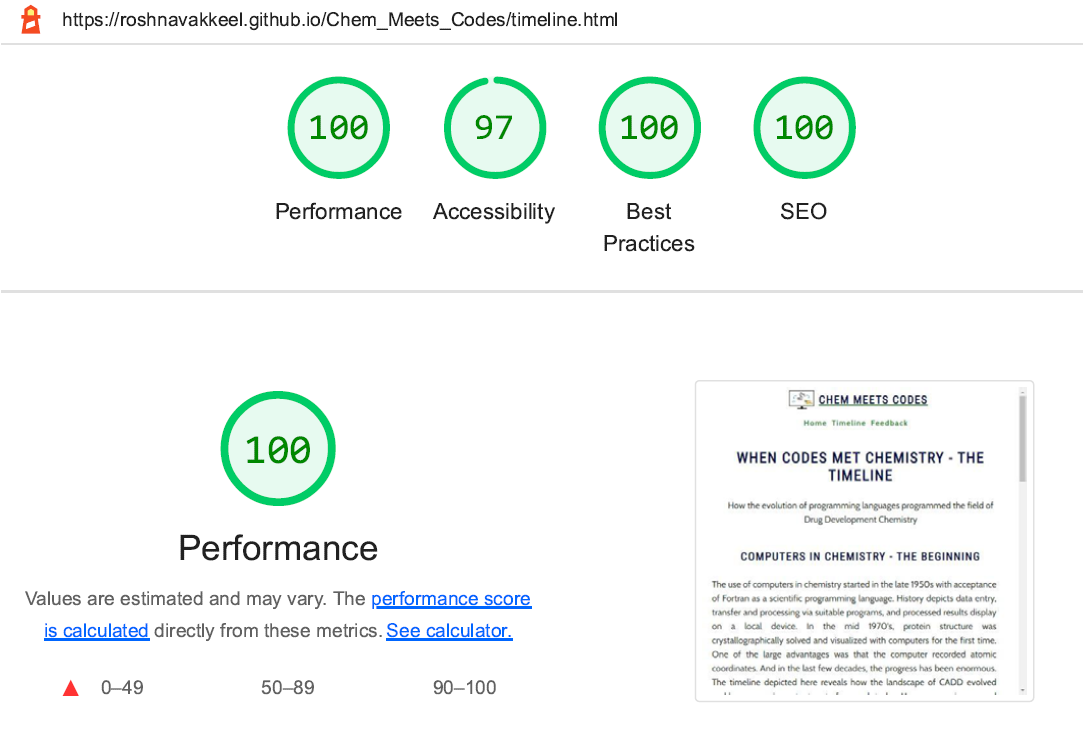 https://roshnavakkeel.github.io/Chem_Meets_Codes/timeline.html
100
97
100
100
Performance
Accessibility
Best
Practices
SEO
100
Performance
Values are estimated and may vary. The performance score
is calculated directly from these metrics. See calculator.
0–49
50–89
90–100
CHEM MEETS CODES
Home Timeline Feedback
WHEN CODES MET CHEMISTRY - THE
TIMELINE
How the evolution of programming languages programmed the field of
Drug Development Chemistry
COMPUTERS IN CHEMISTRY - THE BEGINNING
The use of computers in chemistry started in the late 1950s with acceptance
of Fortran as a scientific programming language. History depicts data entry,
transfer and processing via suitable programs, and processed results display
on a local device. In the mid 1970's, protein structure was
crystallographically solved and visualized with computers for the first time.
One of the large advantages was that the computer recorded atomic
coordinates. And in the last few decades, the progress has been enormous.
The timeline depicted here reveals how the landscape of CADD evolved